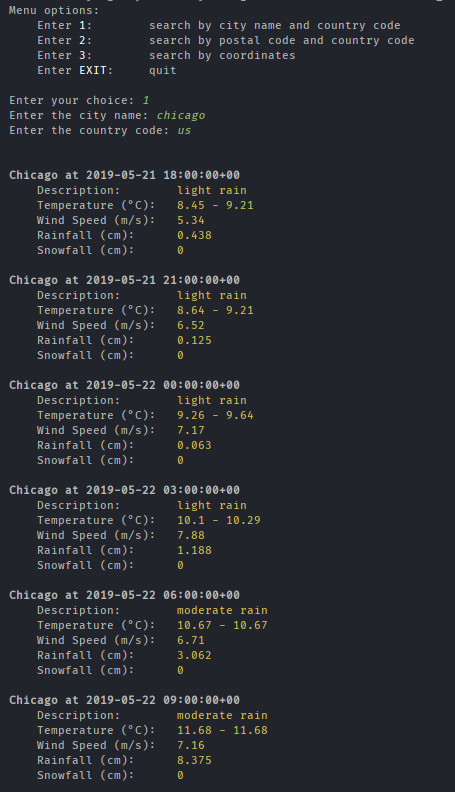 Menu options:
Enter 1: search by city name and country code
Enter 2: search by postal code and country code
Enter 3: search by coordinates
Enter EXIT: quit
Enter your choice: 1
Enter the city name: chicago
Enter the country code: us
Chicago at 2019-05-21 18:00:00+00
Description: light rain
Temperature (°C): 8.45 - 9.21
Wind Speed (m/s): 5.34
Rainfall (cm): 0.438
Snowfall (cm): 0
Chicago at 2019-05-21 21:00:00+00
Description: light rain
Temperature (°C): 8.64 - 9.21
Wind Speed (m/s): 6.52
Rainfall (cm): 0.125
Snowfall (cm): 0
Chicago at 2019-05-22 00:00:00+00
Description: light rain
Temperature (°C): 9.26 - 9.64
Wind Speed (m/s): 7.17
Rainfall (cm): 0.063
Snowfall (cm): 0
Chicago at 2019-05-22 03:00:00+00
Description: light rain
Temperature (°C): 10.1 - 10.29
Wind Speed (m/s): 7.88
Rainfall (cm): 1.188
Snowfall (cm): 0
Chicago at 2019-05-22 06:00:00+00
Description: moderate rain
Temperature (°C): 10.67 - 10.67
Wind Speed (m/s): 6.71
Rainfall (cm): 3.062
Snowfall (cm): 0
Chicago at 2019-05-22 09:00:00+00
Description: moderate rain
Temperature (°C): 11.68 - 11.68
Wind Speed (m/s): 7.16
Rainfall (cm): 8.375
Snowfall (cm): 0